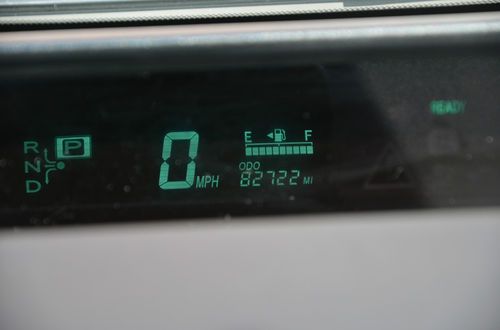 READY
E F
R P
N
D
0 MPH
ODO
82722 MI